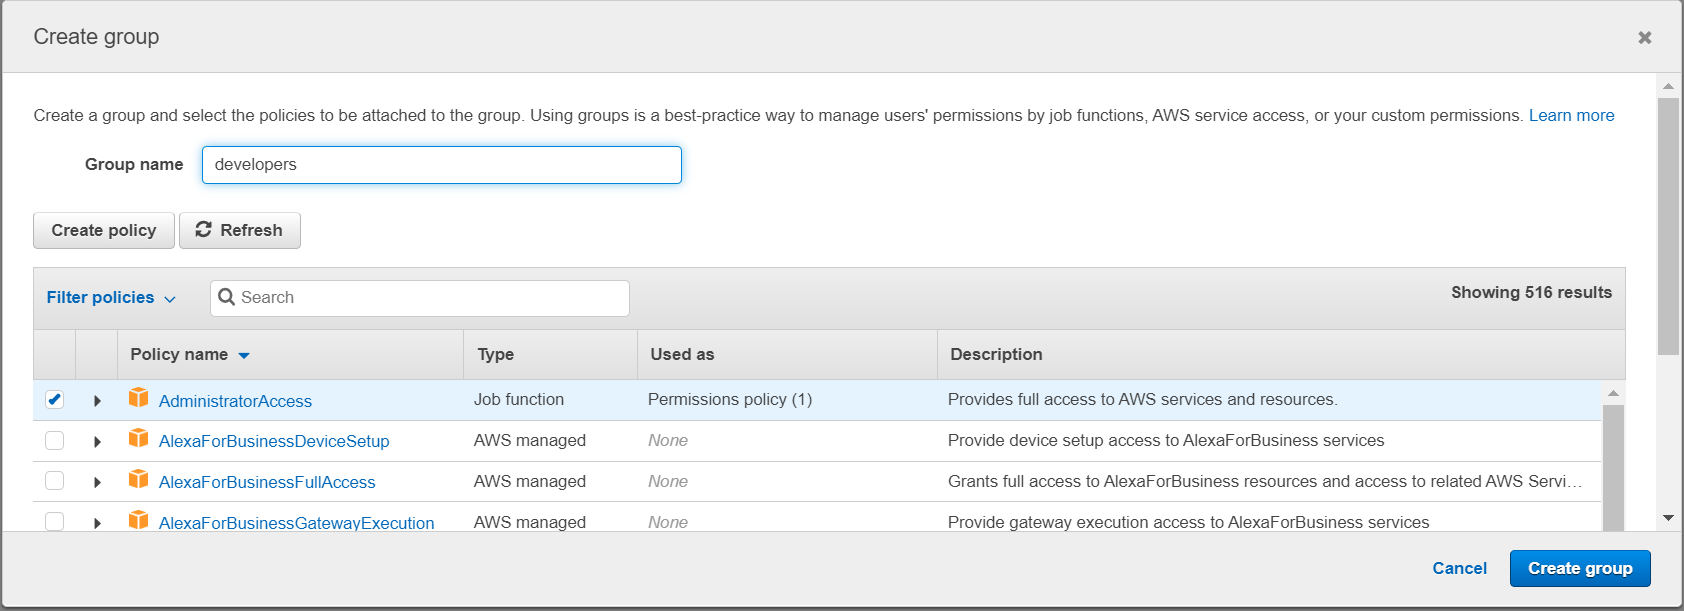 Create group
Create a group and select the policies to be attached to the group. Using groups is a best-practice way to manage users' permissions by job functions, AWS service access, or your custom permissions. Learn more
Group name developers
Create policy Refresh
Filter policies Search Showing 516 results
Policy name Type Used as Description
AdministratorAccess Job function Permissions policy (1) Provides full access to AWS services and resources.
AlexaForBusinessDeviceSetup AWS managed None Provide device setup access to AlexaForBusiness services
AlexaForBusinessFullAccess AWS managed None Grants full access to AlexaForBusiness resources and access to related AWS Servi…
AlexaForBusinessGatewayExecution AWS managed None Provide gateway execution access to AlexaForBusiness services
Cancel Create group